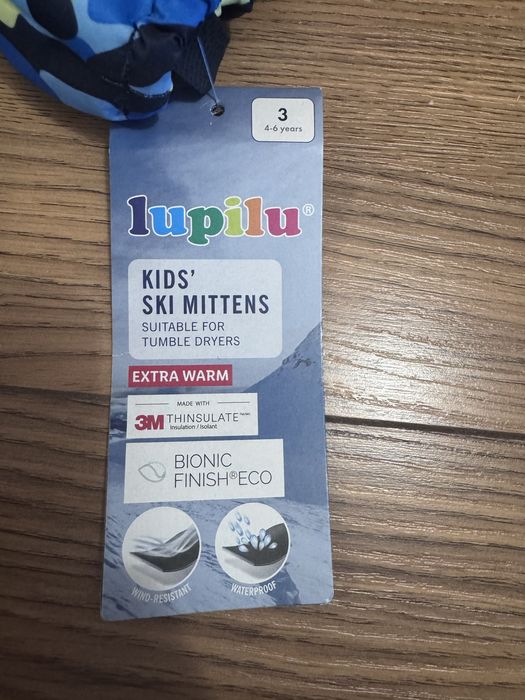 3
4-6 years
lupilu®
KIDS'
SKI MITTENS
SUITABLE FOR
TUMBLE DRYERS
EXTRA WARM
MADE WITH
3M THINSULATE
Insulation / Isolant
BIONIC
FINISH®ECO
WIND-RESISTANT
WATERPROOF